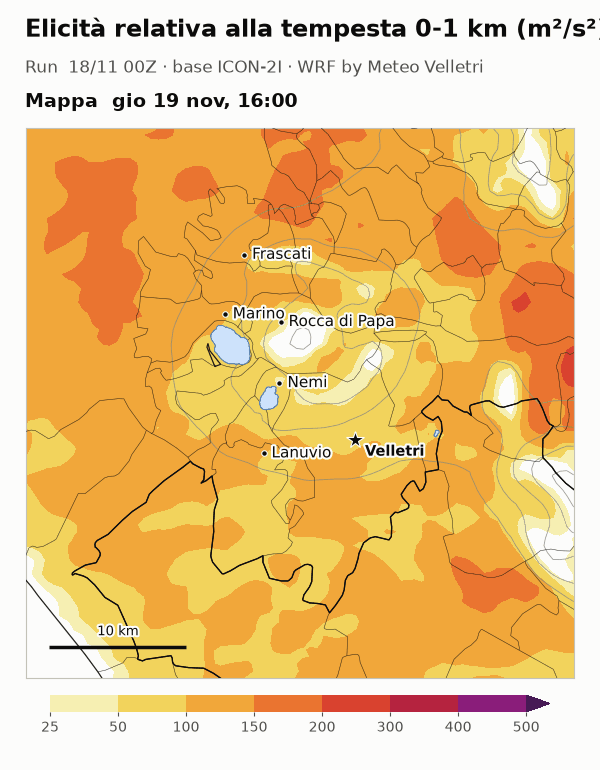 Elicità relativa alla tempesta 0-1 km (m²/s²)
Run  18/11 00Z · base ICON-2I · WRF by Meteo Velletri
Mappa  gio 19 nov, 16:00
Frascati
Marino
Rocca di Papa
Nemi
Velletri
Lanuvio
10 km
25 50 100 150 200 300 400 500